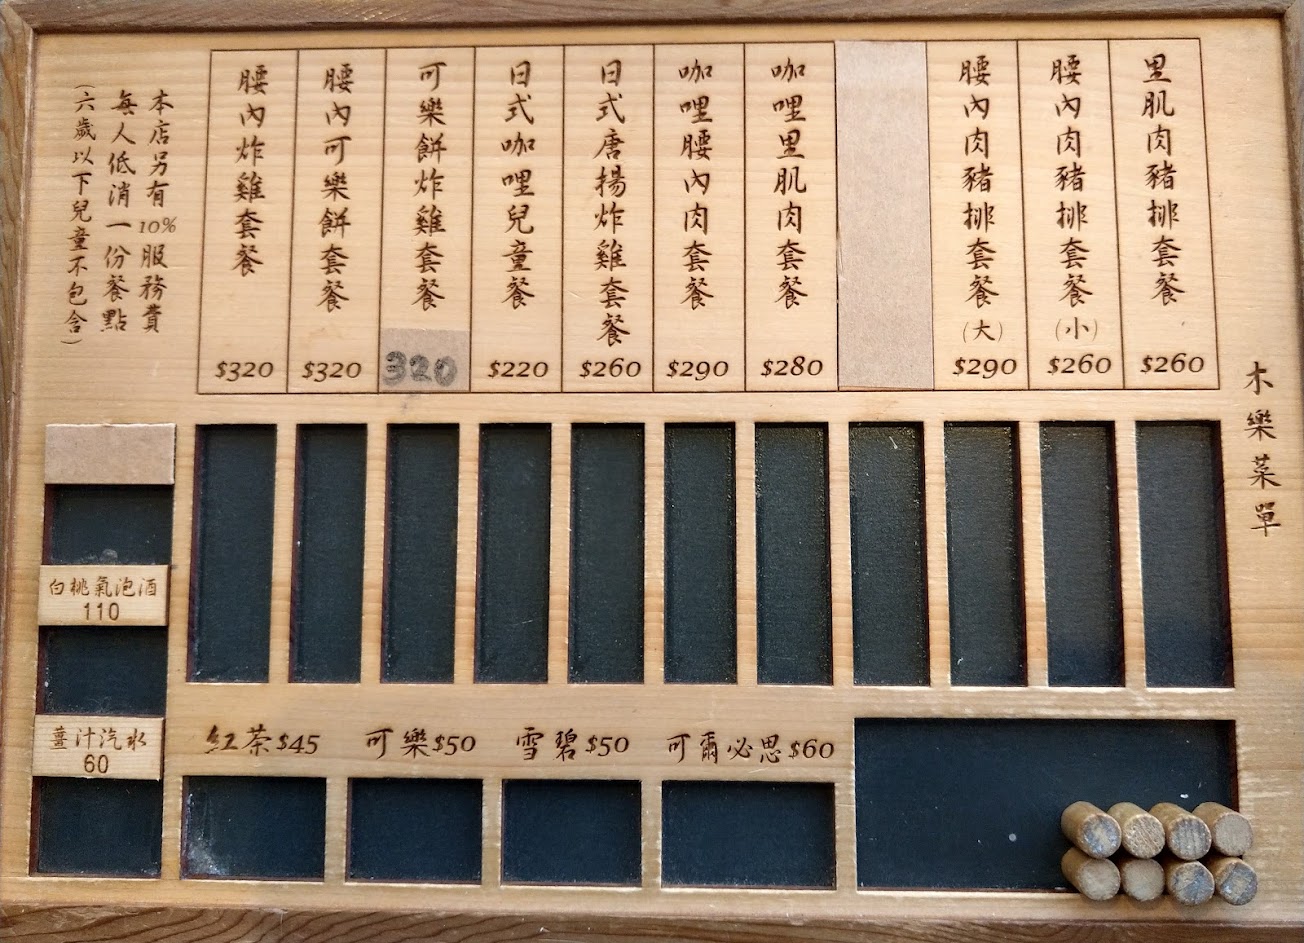 木樂菜單
里肌肉豬排套餐 $260
腰內肉豬排套餐(小) $260
腰內肉豬排套餐(大) $290
咖哩里肌肉套餐 $280
咖哩腰內肉套餐 $290
日式唐揚炸雞套餐 $260
日式咖哩兒童餐 $220
可樂餅炸雞套餐 320
腰內可樂餅套餐 $320
腰內炸雞套餐 $320
本店另有10%服務費
每人低消一份餐點
(六歲以下兒童不包含)
白桃氣泡酒
110
薑汁汽水
60
紅茶$45
可樂$50
雪碧$50
可爾必思$60